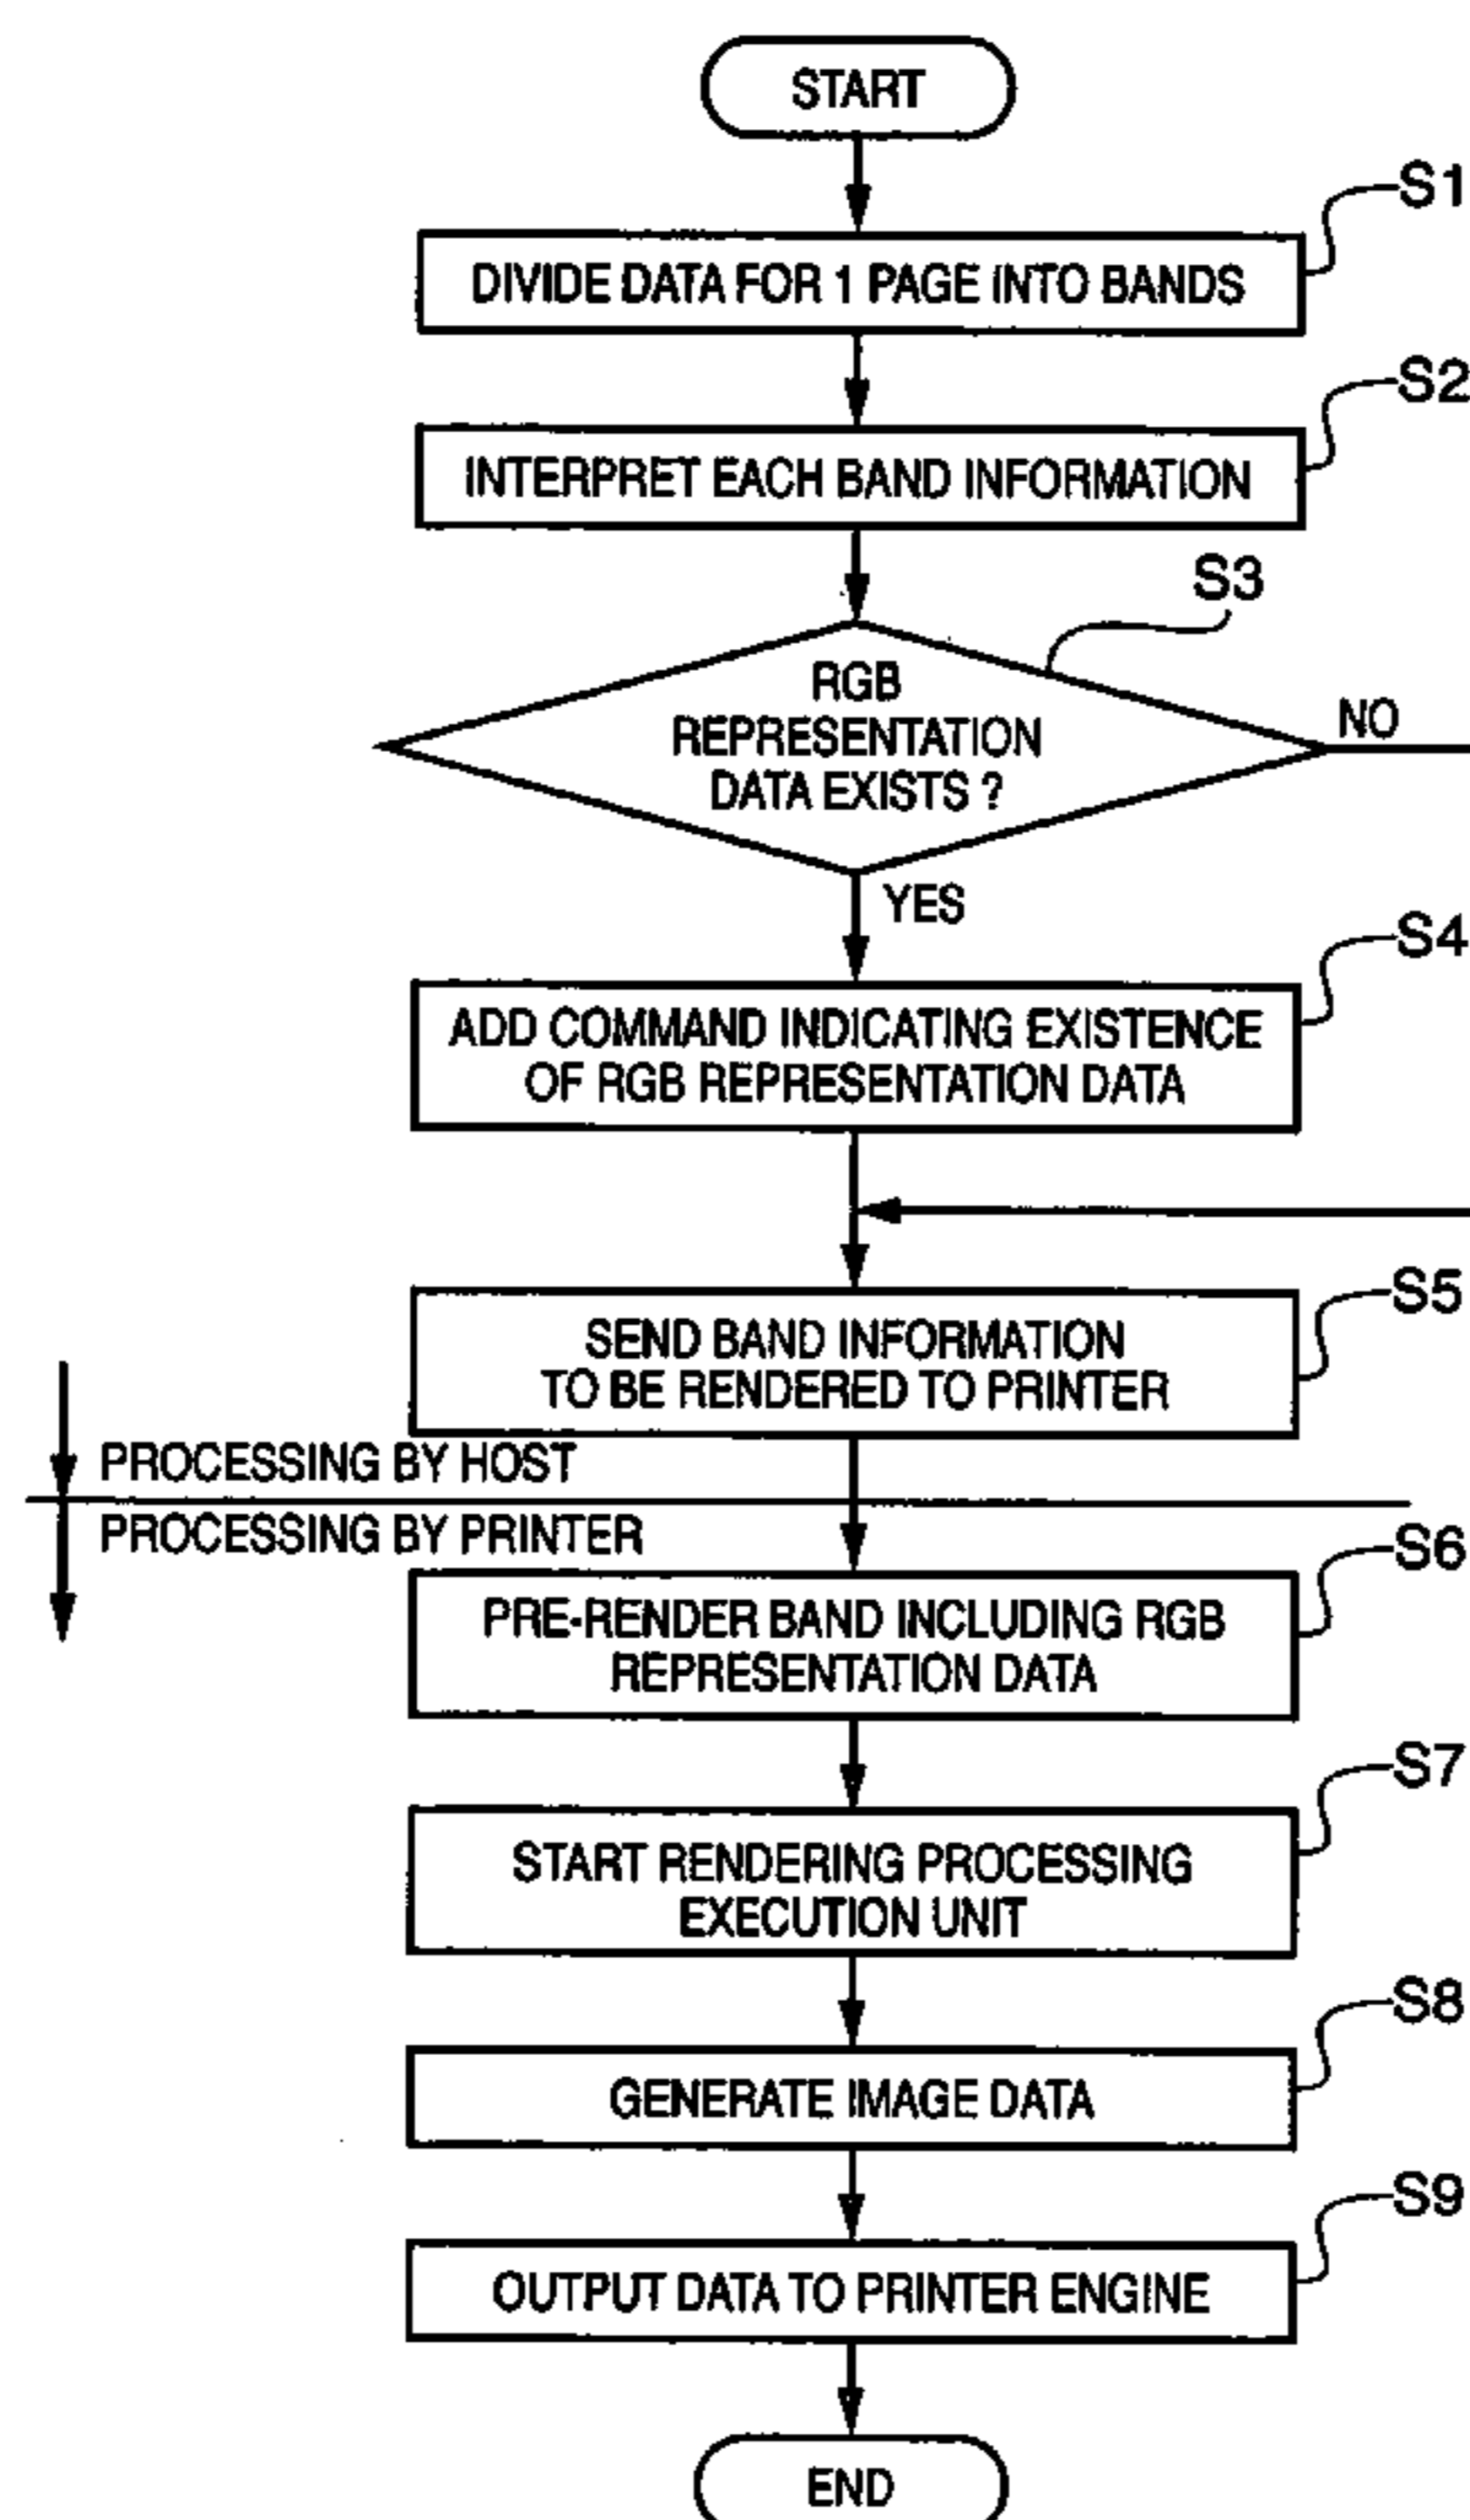 START
S1
DIVIDE DATA FOR 1 PAGE INTO BANDS
S2
INTERPRET EACH BAND INFORMATION
S3
RGB
REPRESENTATION
DATA EXISTS ?
NO
YES
S4
ADD COMMAND INDICATING EXISTENCE
OF RGB REPRESENTATION DATA
S5
SEND BAND INFORMATION
TO BE RENDERED TO PRINTER
PROCESSING BY HOST
PROCESSING BY PRINTER
S6
PRE-RENDER BAND INCLUDING RGB
REPRESENTATION DATA
S7
START RENDERING PROCESSING
EXECUTION UNIT
S8
GENERATE IMAGE DATA
S9
OUTPUT DATA TO PRINTER ENGINE
END